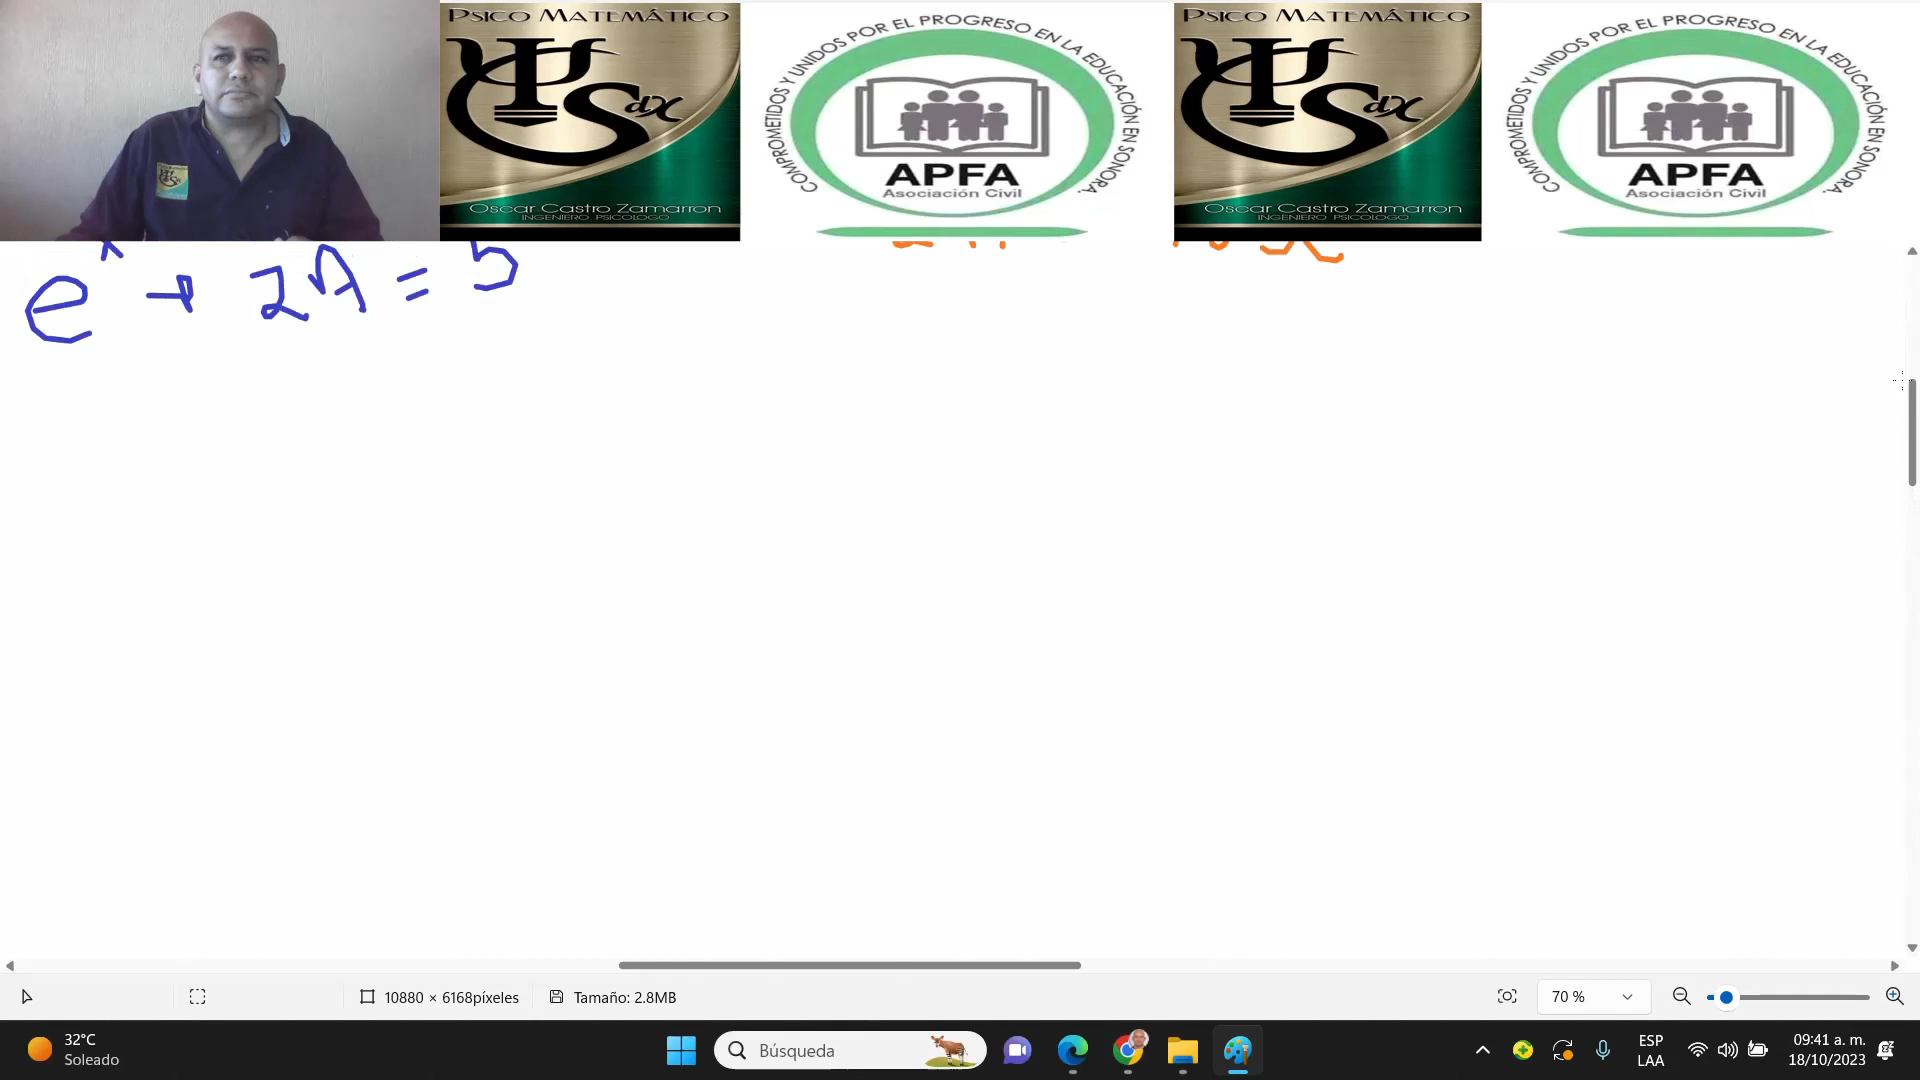 PSICO MATEMÁTICO
dx
Oscar Castro Zamarron
INGENIERO PSICOLOGO
COMPROMETIDOS Y UNIDOS POR EL PROGRESO EN LA EDUCACIÓN EN SONORA.
APFA
Asociación Civil
PSICO MATEMÁTICO
dx
Oscar Castro Zamarron
INGENIERO PSICOLOGO
COMPROMETIDOS Y UNIDOS POR EL PROGRESO EN LA EDUCACIÓN EN SONORA.
APFA
Asociación Civil
e^x + 2A = 5
10880 × 6168píxeles
Tamaño: 2.8MB
70 %
32°C
Soleado
Búsqueda
ESP
LAA
09:41 a. m.
18/10/2023